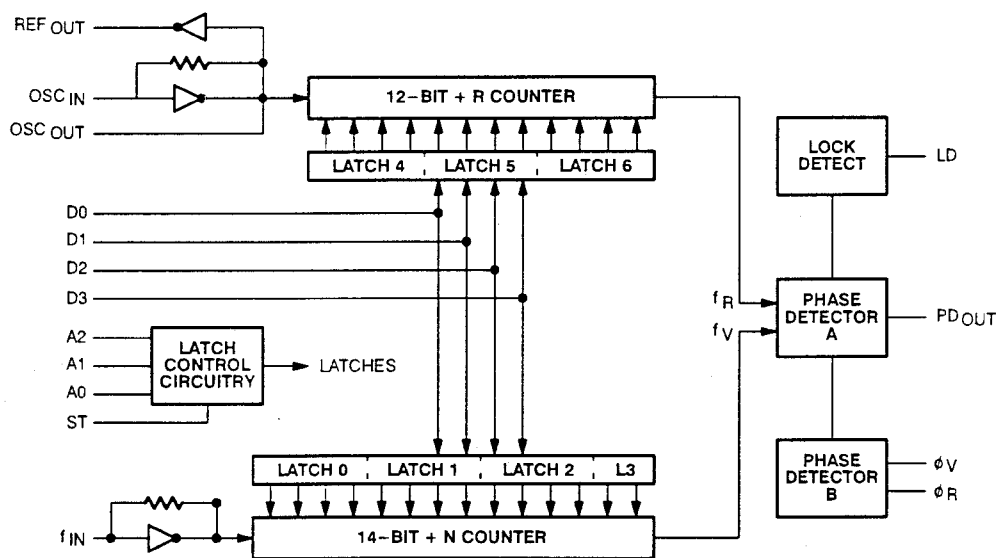 REF OUT
OSC IN
OSC OUT
12-BIT + R COUNTER
LATCH 4 LATCH 5 LATCH 6
LOCK DETECT
LD
D0
D1
D2
D3
A2
A1
A0
ST
LATCH CONTROL CIRCUITRY
LATCHES
fR
fV
PHASE DETECTOR A
PD OUT
LATCH 0 LATCH 1 LATCH 2 L3
PHASE DETECTOR B
φV
φR
fIN
14-BIT + N COUNTER